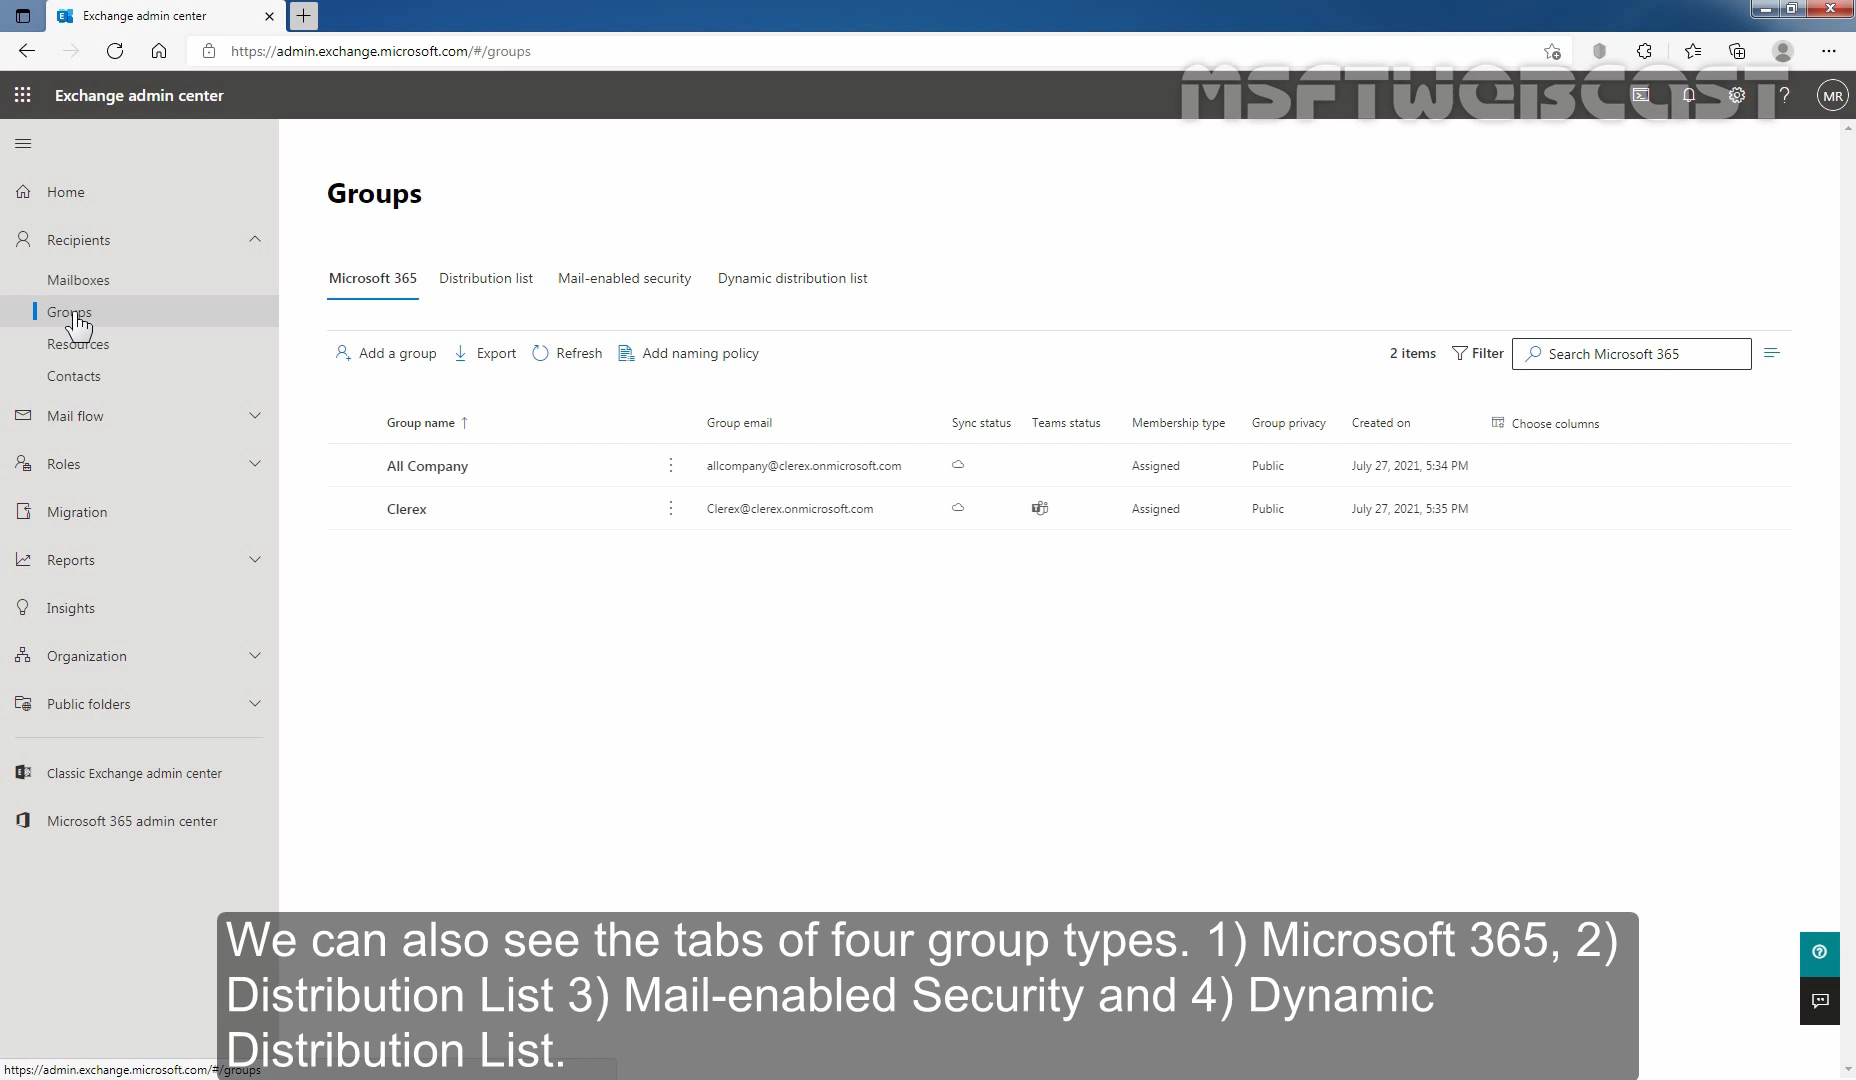 Exchange admin center
https://admin.exchange.microsoft.com/#/groups
Exchange admin center
MSFTWEBCAST
MR
Home
Recipients
Mailboxes
Groups
Resources
Contacts
Mail flow
Roles
Migration
Reports
Insights
Organization
Public folders
Classic Exchange admin center
Microsoft 365 admin center
Groups
Microsoft 365 Distribution list Mail-enabled security Dynamic distribution list
Add a group Export Refresh Add naming policy 2 items Filter Search Microsoft 365
Group name ↑ Group email Sync status Teams status Membership type Group privacy Created on Choose columns
All Company allcompany@clerex.onmicrosoft.com Assigned Public July 27, 2021, 5:34 PM
Clerex Clerex@clerex.onmicrosoft.com Assigned Public July 27, 2021, 5:35 PM
We can also see the tabs of four group types. 1) Microsoft 365, 2)
Distribution List 3) Mail-enabled Security and 4) Dynamic
Distribution List.
https://admin.exchange.microsoft.com/#/groups